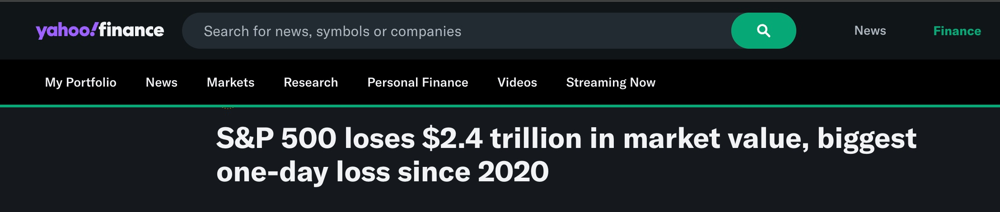 yahoo!finance
Search for news, symbols or companies
News
Finance
My Portfolio
News
Markets
Research
Personal Finance
Videos
Streaming Now
S&P 500 loses $2.4 trillion in market value, biggest
one-day loss since 2020